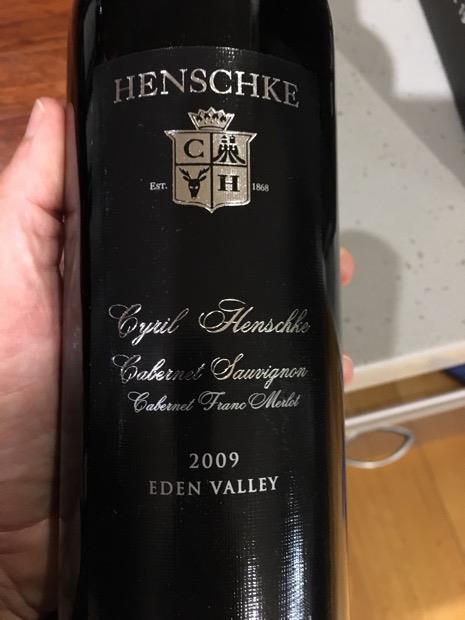 HENSCHKE
C
H
EST. 1868
Cyril Henschke
Cabernet Sauvignon
Cabernet Franc Merlot
2009
EDEN VALLEY